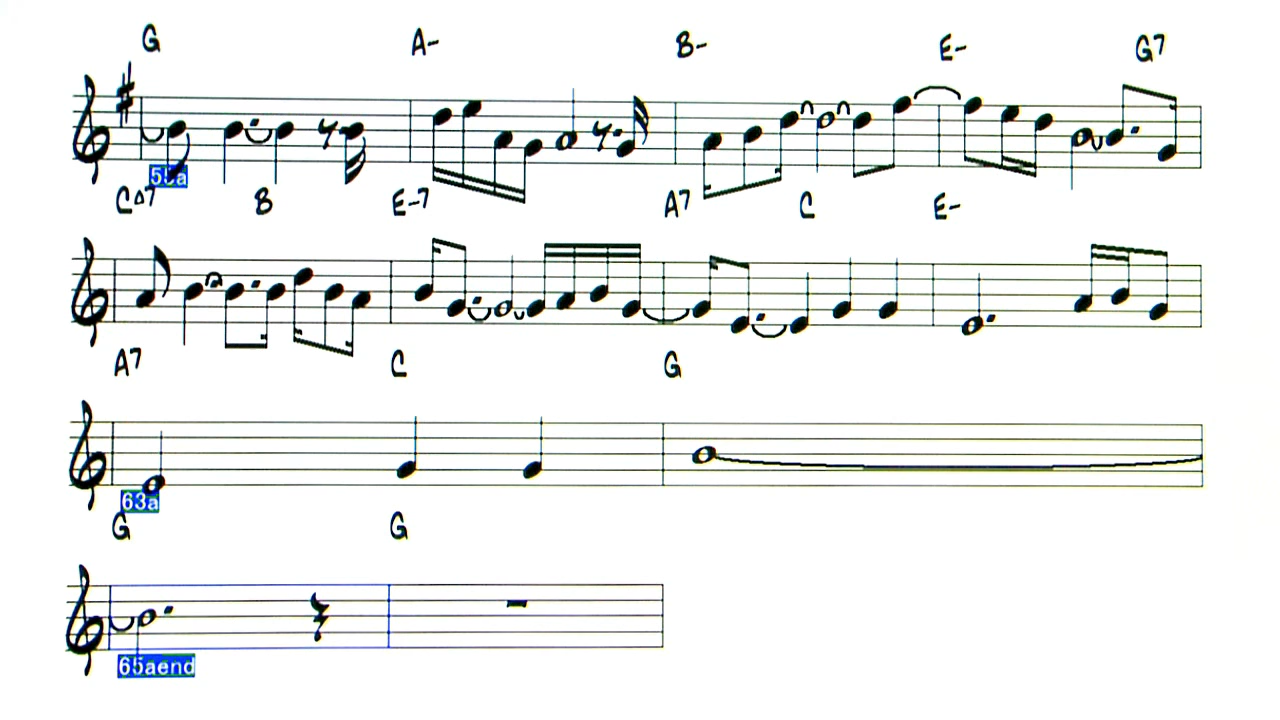 G A- B- E- G7
55a
C△7 B E-7 A7 C E-
A7 C G
63a
G G
65aend